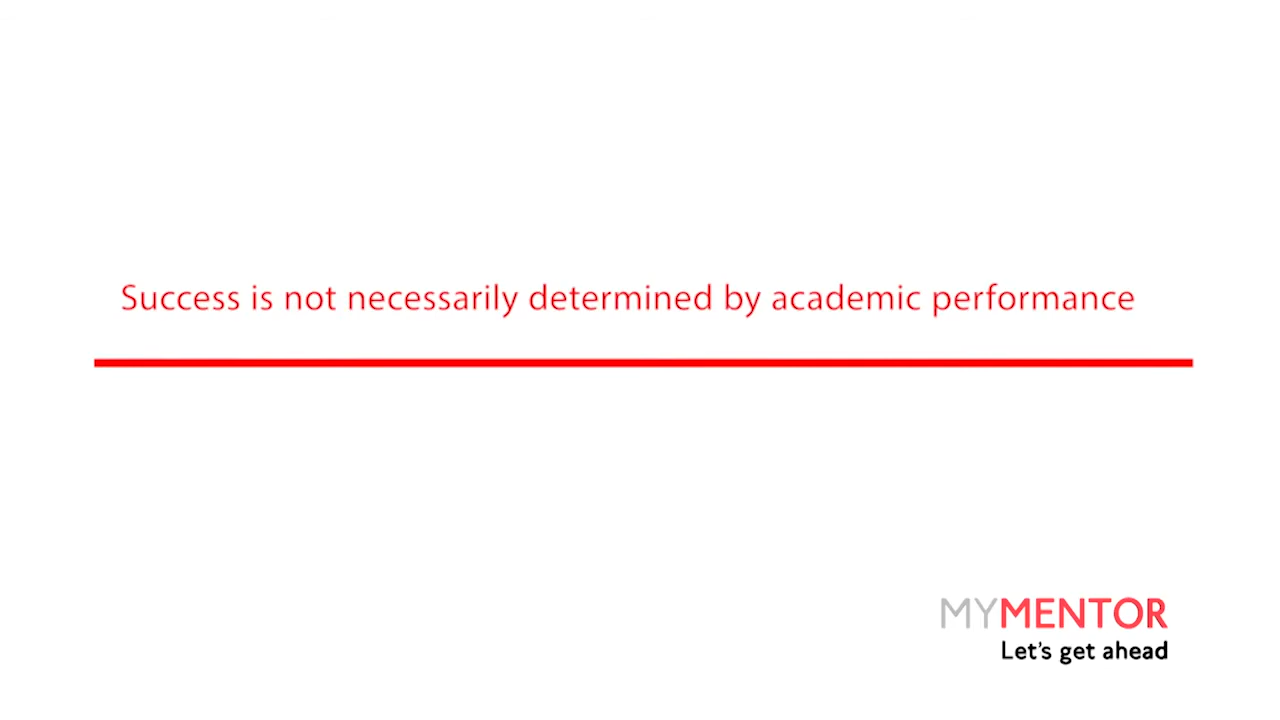 Success is not necessarily determined by academic performance
MYMENTOR
Let's get ahead